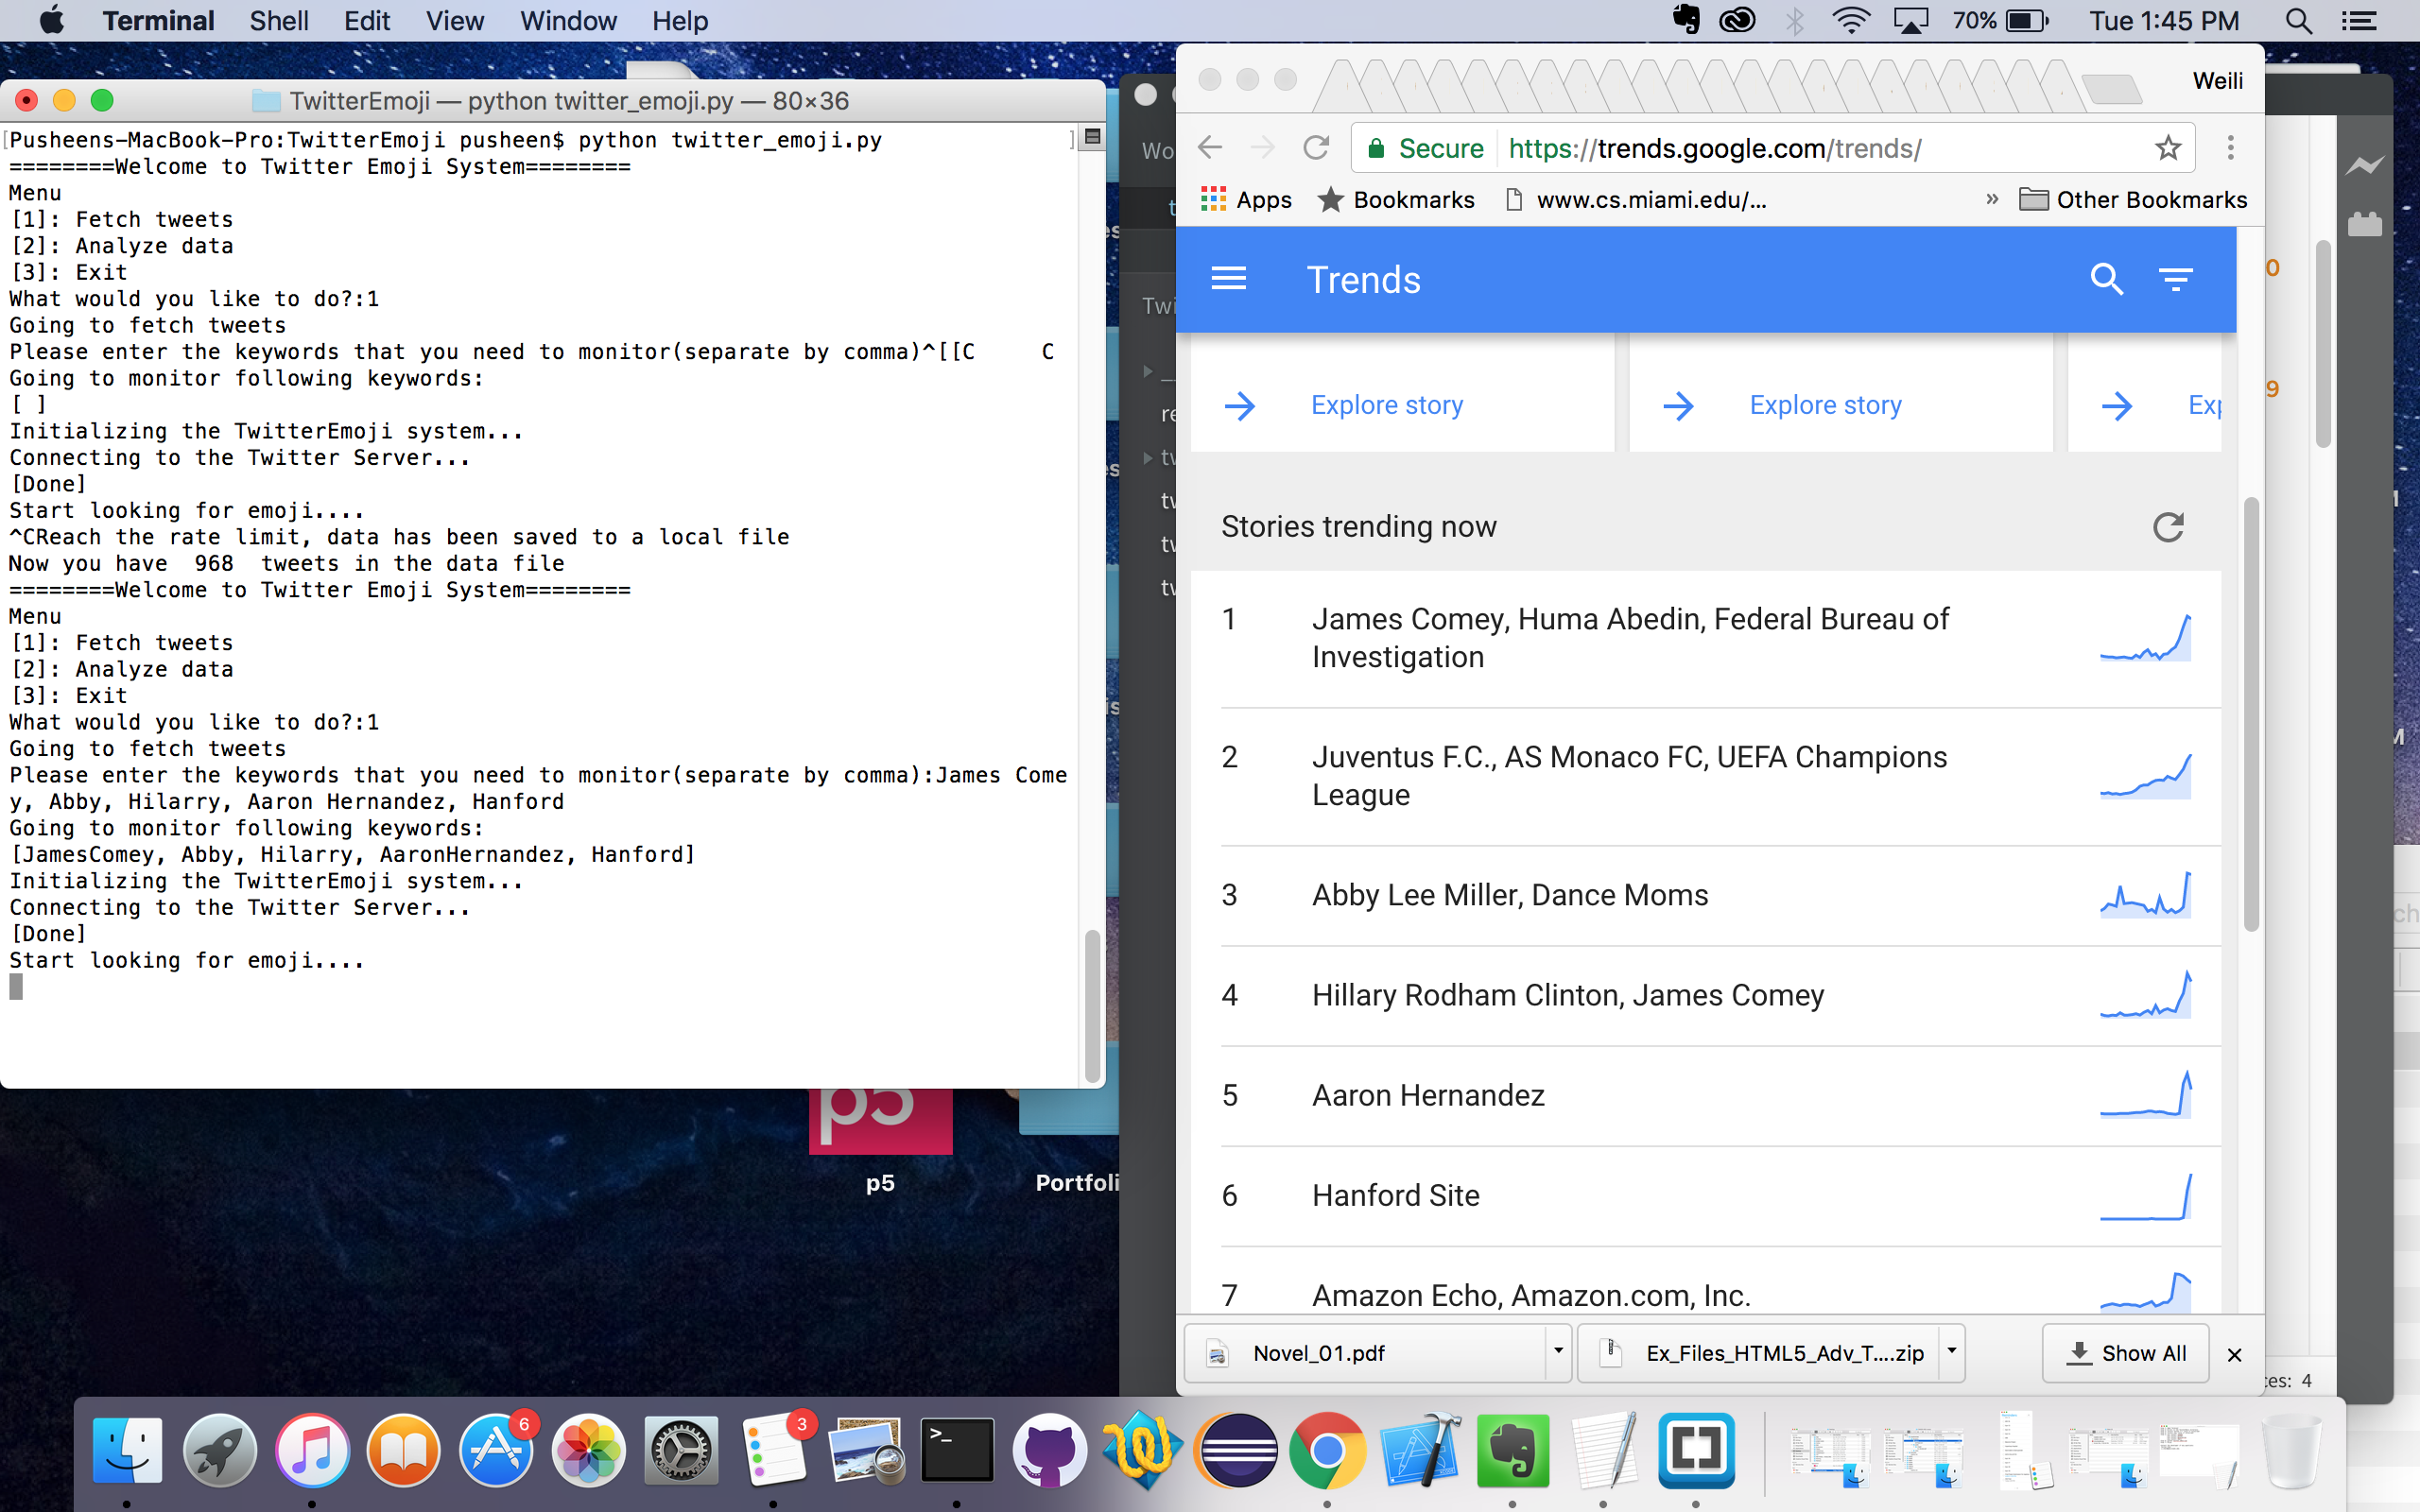 Terminal Shell Edit View Window Help
70% Tue 1:45 PM
TwitterEmoji — python twitter_emoji.py — 80×36
Pusheens-MacBook-Pro:TwitterEmoji pusheen$ python twitter_emoji.py
========Welcome to Twitter Emoji System========
Menu
[1]: Fetch tweets
[2]: Analyze data
[3]: Exit
What would you like to do?:1
Going to fetch tweets
Please enter the keywords that you need to monitor(separate by comma)^[[C C
Going to monitor following keywords:
[ ]
Initializing the TwitterEmoji system...
Connecting to the Twitter Server...
[Done]
Start looking for emoji....
^CReach the rate limit, data has been saved to a local file
Now you have 968 tweets in the data file
========Welcome to Twitter Emoji System========
Menu
[1]: Fetch tweets
[2]: Analyze data
[3]: Exit
What would you like to do?:1
Going to fetch tweets
Please enter the keywords that you need to monitor(separate by comma):James Come
y, Abby, Hilarry, Aaron Hernandez, Hanford
Going to monitor following keywords:
[JamesComey, Abby, Hilarry, AaronHernandez, Hanford]
Initializing the TwitterEmoji system...
Connecting to the Twitter Server...
[Done]
Start looking for emoji....
p5
p5
Portfoli
Weili
Secure https://trends.google.com/trends/
Apps Bookmarks www.cs.miami.edu/... » Other Bookmarks
Trends
Explore story Explore story Exp
Stories trending now
1 James Comey, Huma Abedin, Federal Bureau of
Investigation
2 Juventus F.C., AS Monaco FC, UEFA Champions
League
3 Abby Lee Miller, Dance Moms
4 Hillary Rodham Clinton, James Comey
5 Aaron Hernandez
6 Hanford Site
7 Amazon Echo, Amazon.com, Inc.
Novel_01.pdf Ex_Files_HTML5_Adv_T....zip Show All
ces: 4
6
3